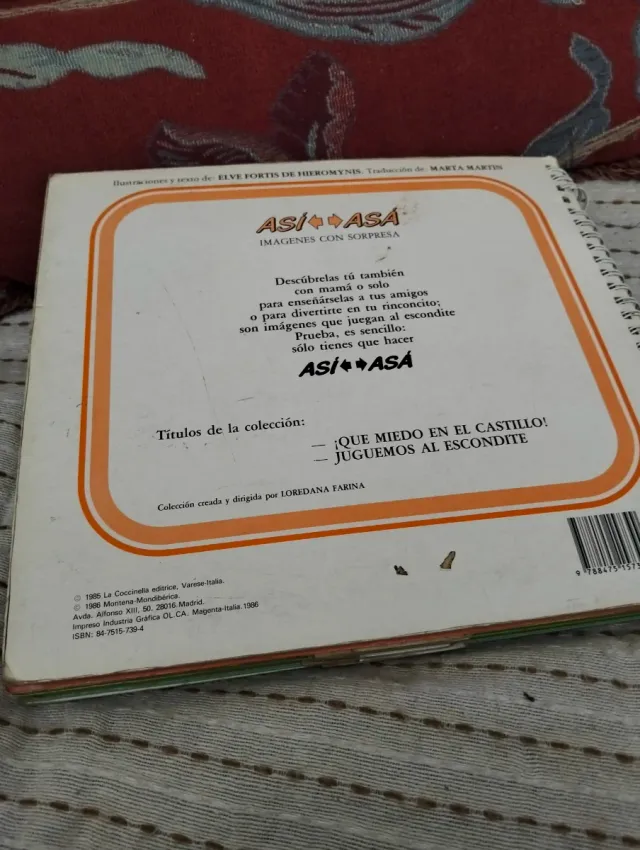 Ilustraciones y texto de: ELVE FORTIS DE HIEROMYNIS. Traducción de: MARTA MARTIN
ASÍ ASÁ
IMAGENES CON SORPRESA
Descúbrelas tú también
con mamá o solo
para enseñárselas a tus amigos
o para divertirte en tu rinconcito;
son imágenes que juegan al escondite
Prueba, es sencillo:
sólo tienes que hacer
ASÍ ASÁ
Títulos de la colección:
— ¡QUE MIEDO EN EL CASTILLO!
— JUGUEMOS AL ESCONDITE
Colección creada y dirigida por LOREDANA FARINA
© 1985 La Coccinella editrice, Varese-Italia.
© 1986 Montena-Mondibérica.
Avda. Alfonso XIII, 50. 28016 Madrid.
Impreso Industria Gráfica OL.CA. Magenta-Italia. 1986
ISBN: 84-7515-739-4